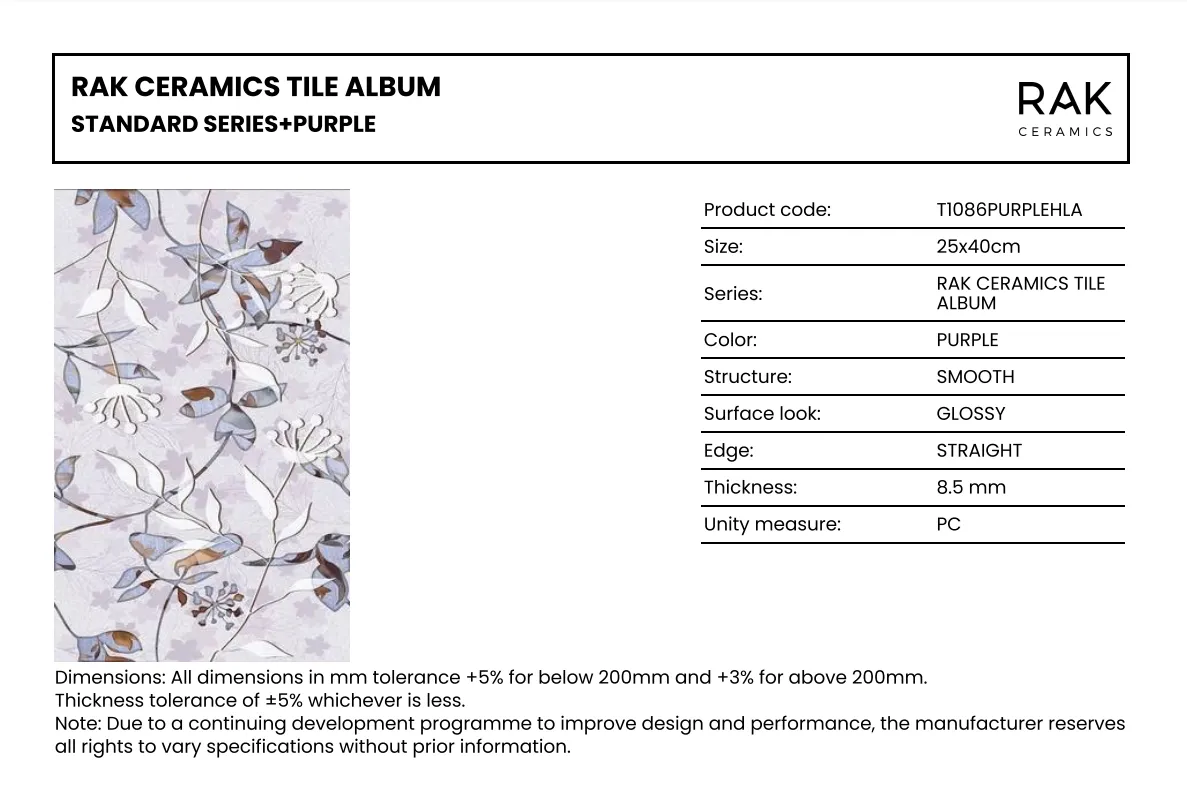 RAK CERAMICS TILE ALBUM
STANDARD SERIES+PURPLE
RAK
CERAMICS
Product code: T1086PURPLEHLA
Size: 25x40cm
Series: RAK CERAMICS TILE
ALBUM
Color: PURPLE
Structure: SMOOTH
Surface look: GLOSSY
Edge: STRAIGHT
Thickness: 8.5 mm
Unity measure: PC
Dimensions: All dimensions in mm tolerance +5% for below 200mm and +3% for above 200mm.
Thickness tolerance of ±5% whichever is less.
Note: Due to a continuing development programme to improve design and performance, the manufacturer reserves
all rights to vary specifications without prior information.